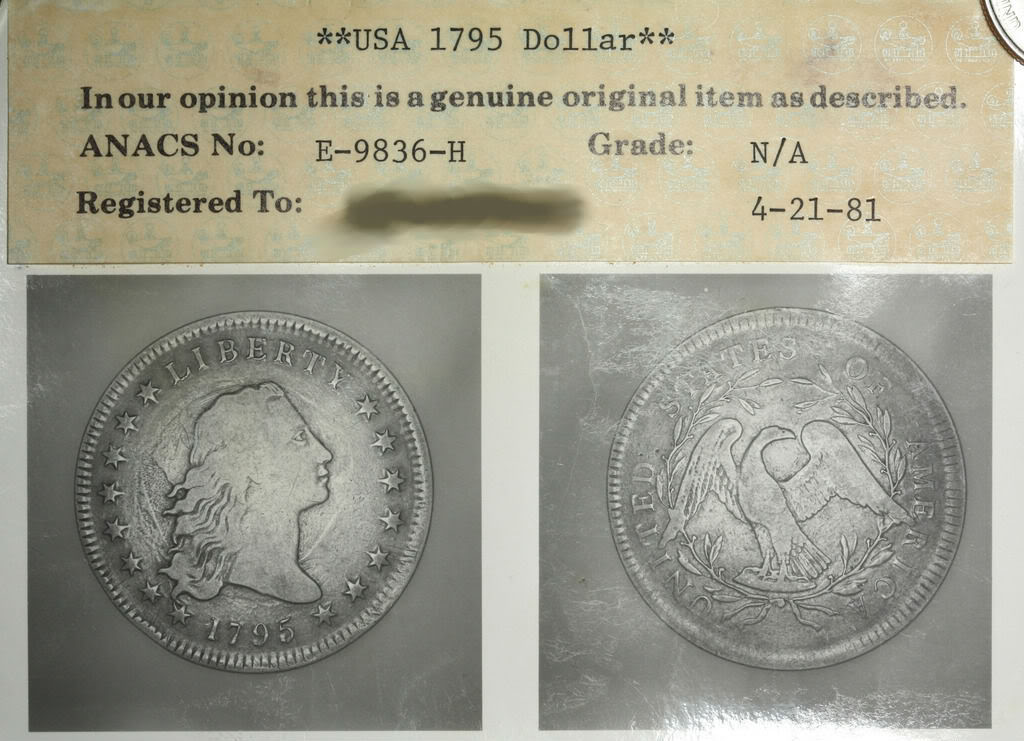 **USA 1795 Dollar**
In our opinion this is a genuine original item as described.
ANACS No: E-9836-H Grade: N/A
Registered To: 4-21-81
LIBERTY
1795
UNITED STATES OF AMERICA